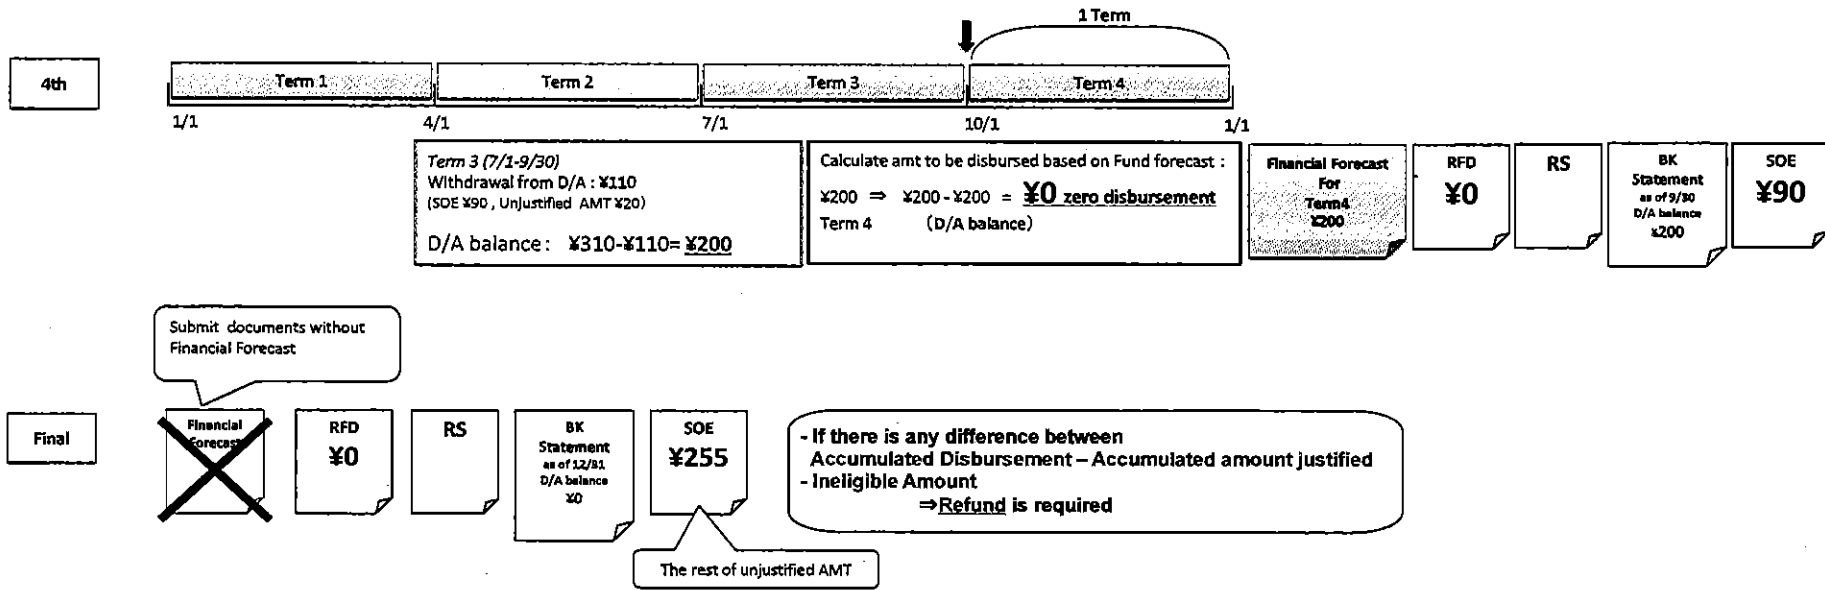 1 Term
4th
Term 1
Term 2
Term 3
Term 4
1/1
4/1
7/1
10/1
1/1
Term 3 (7/1-9/30)
Withdrawal from D/A : ¥110
(SOE ¥90 , Unjustified AMT ¥20)
D/A balance : ¥310-¥110= ¥200
Calculate amt to be disbursed based on Fund forecast :
¥200 ⇒ ¥200 - ¥200 = ¥0 zero disbursement
Term 4 (D/A balance)
Financial Forecast
For
Term4
¥200
RFD
¥0
RS
BK
Statement
as of 9/30
D/A balance
¥200
SOE
¥90
Submit documents without
Financial Forecast
Final
Financial
Forecast
RFD
¥0
RS
BK
Statement
as of 12/31
D/A balance
¥0
SOE
¥255
- If there is any difference between
Accumulated Disbursement – Accumulated amount justified
- Ineligible Amount
⇒Refund is required
The rest of unjustified AMT